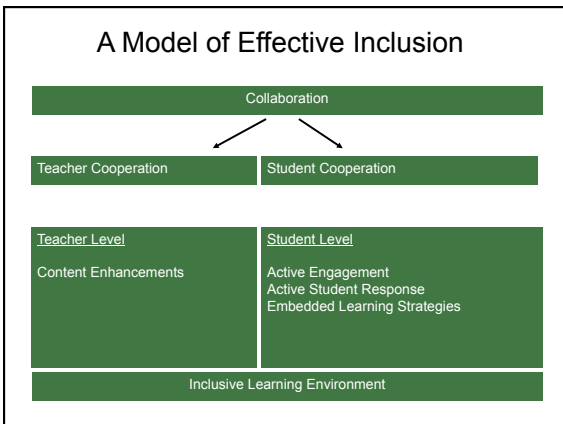 A Model of Effective Inclusion
Collaboration
Teacher Cooperation
Student Cooperation
Teacher Level
Content Enhancements
Student Level
Active Engagement
Active Student Response
Embedded Learning Strategies
Inclusive Learning Environment